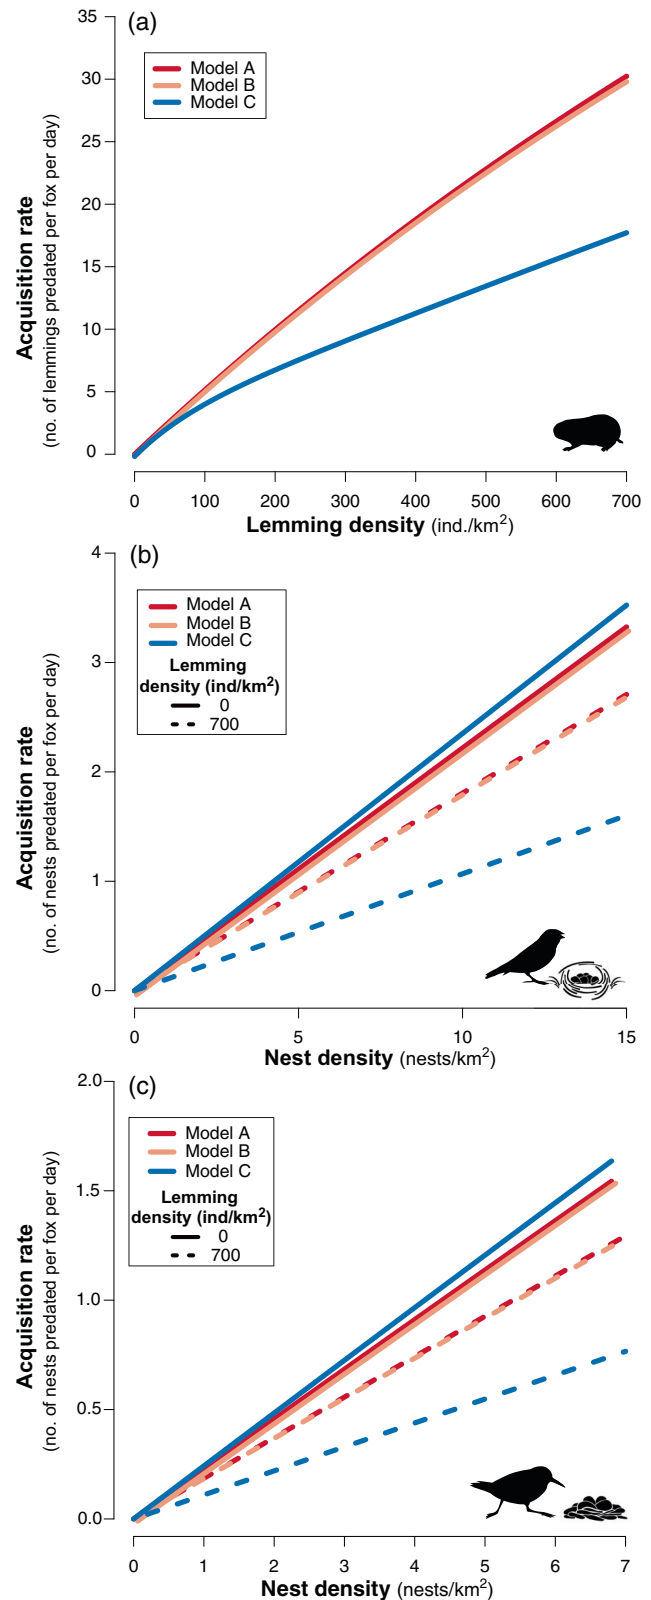 (a)
Model A
Model B
Model C
Acquisition rate
(no. of lemmings predated per fox per day)
35
30
25
20
15
10
5
0
0 100 200 300 400 500 600 700
Lemming density (ind./km²)
(b)
Model A
Model B
Model C
Lemming
density (ind/km²)
0
700
Acquisition rate
(no. of nests predated per fox per day)
4
3
2
1
0
0 5 10 15
Nest density (nests/km²)
(c)
Model A
Model B
Model C
Lemming
density (ind/km²)
0
700
Acquisition rate
(no. of nests predated per fox per day)
2.0
1.5
1.0
0.5
0.0
0 1 2 3 4 5 6 7
Nest density (nests/km²)